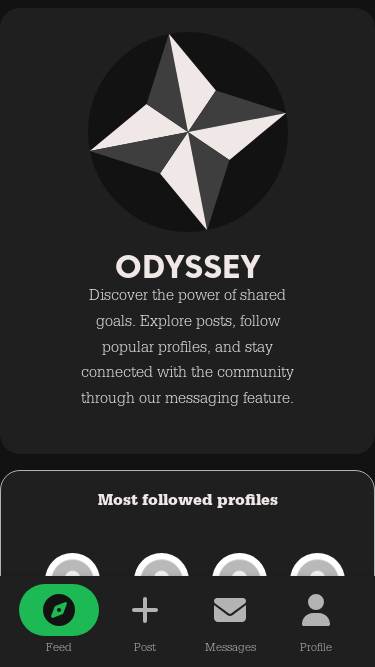 ODYSSEY
Discover the power of shared
goals. Explore posts, follow
popular profiles, and stay
connected with the community
through our messaging feature.
Most followed profiles
Feed
Post
Messages
Profile